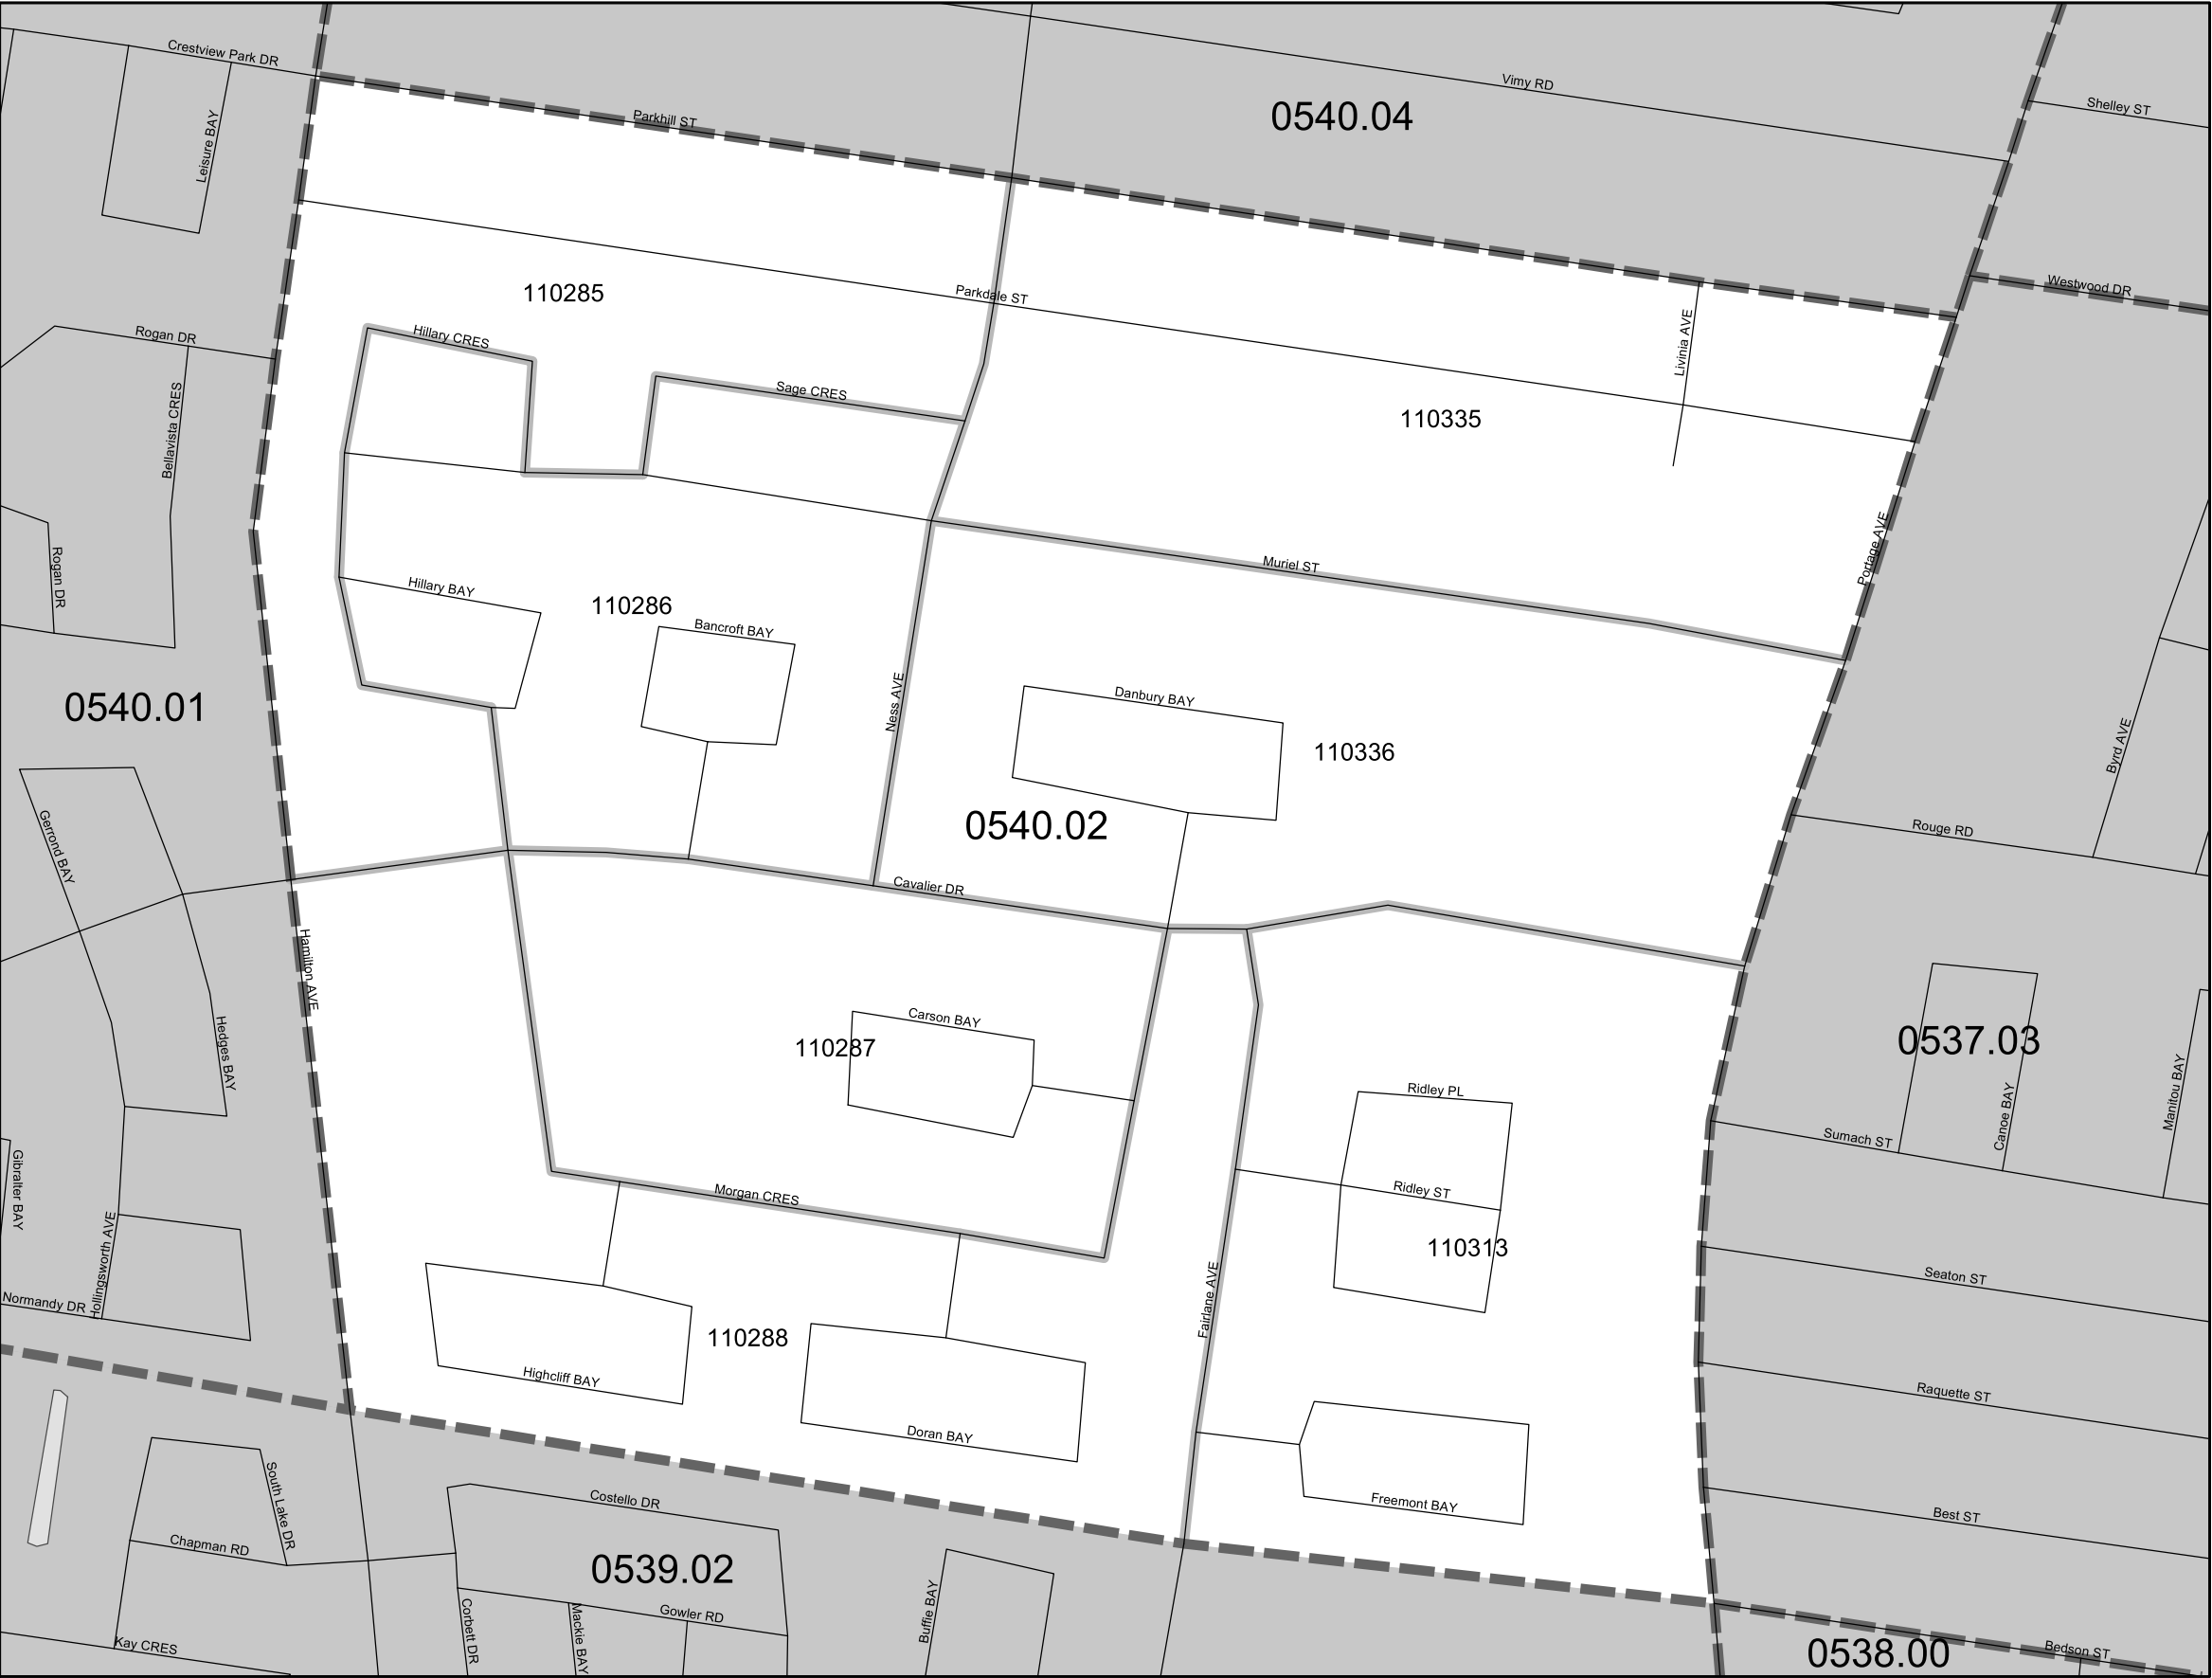 Crestview Park DR
Vimy RD
Shelley ST
0540.04
Parkhill ST
Leisure BAY
Westwood DR
110285
Parkdale ST
Livinia AVE
Rogan DR
Hillary CRES
Sage CRES
Bellavista CRES
110335
Portage AVE
Muriel ST
Rogan DR
Hillary BAY
110286
Bancroft BAY
Ness AVE
0540.01
Danbury BAY
110336
Byrd AVE
0540.02
Rouge RD
Gerrond BAY
Cavalier DR
Hamilton AVE
Carson BAY
110287
0537.03
Hedges BAY
Ridley PL
Canoe BAY
Manitou BAY
Sumach ST
Gibralter BAY
Morgan CRES
Ridley ST
110313
Hollingsworth AVE
Fairlane AVE
Seaton ST
Normandy DR
110288
Highcliff BAY
Raquette ST
Doran BAY
South Lake DR
Costello DR
Freemont BAY
Best ST
Chapman RD
0539.02
Buffie BAY
Gowler RD
Corbett DR
Mackie BAY
Kay CRES
0538.00
Bedson ST